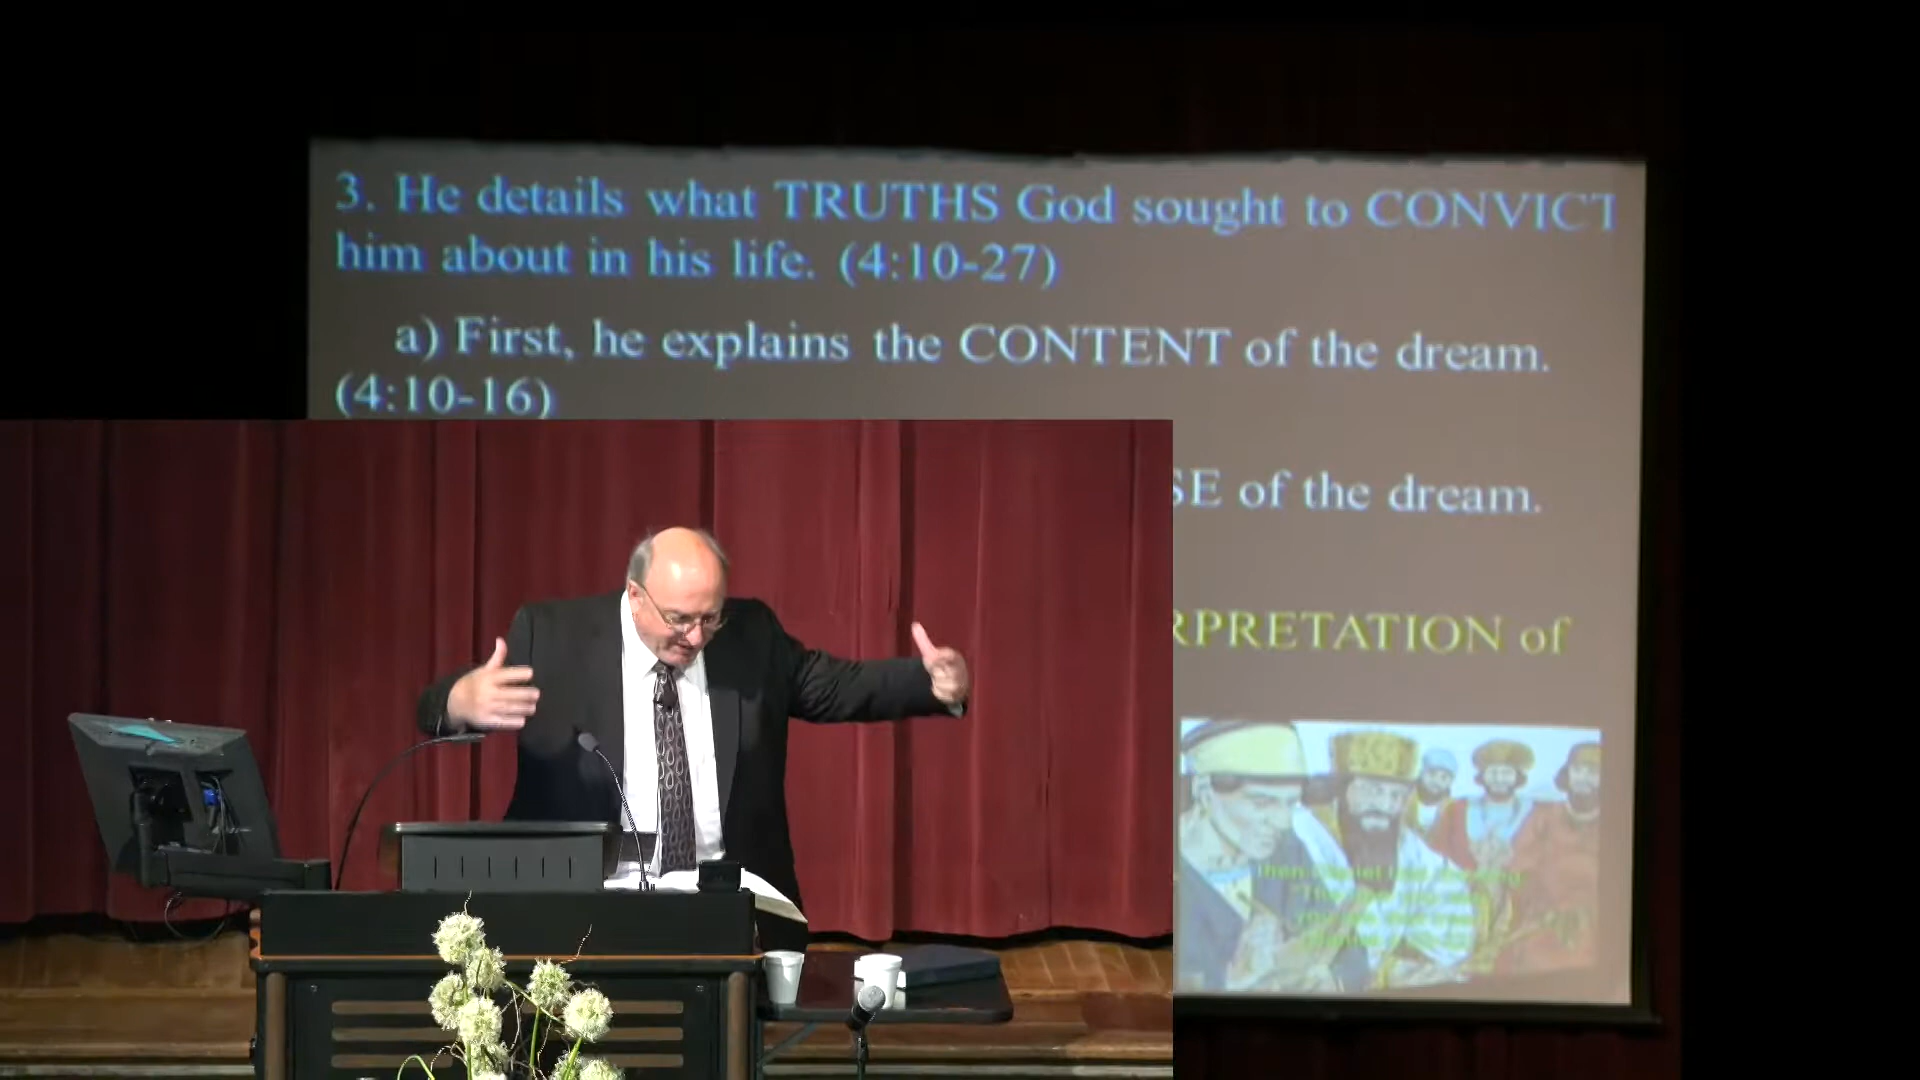 3. He details what TRUTHS God sought to CONVICT
him about in his life. (4:10-27)
a) First, he explains the CONTENT of the dream.
(4:10-16)
SE of the dream.
RPRETATION of